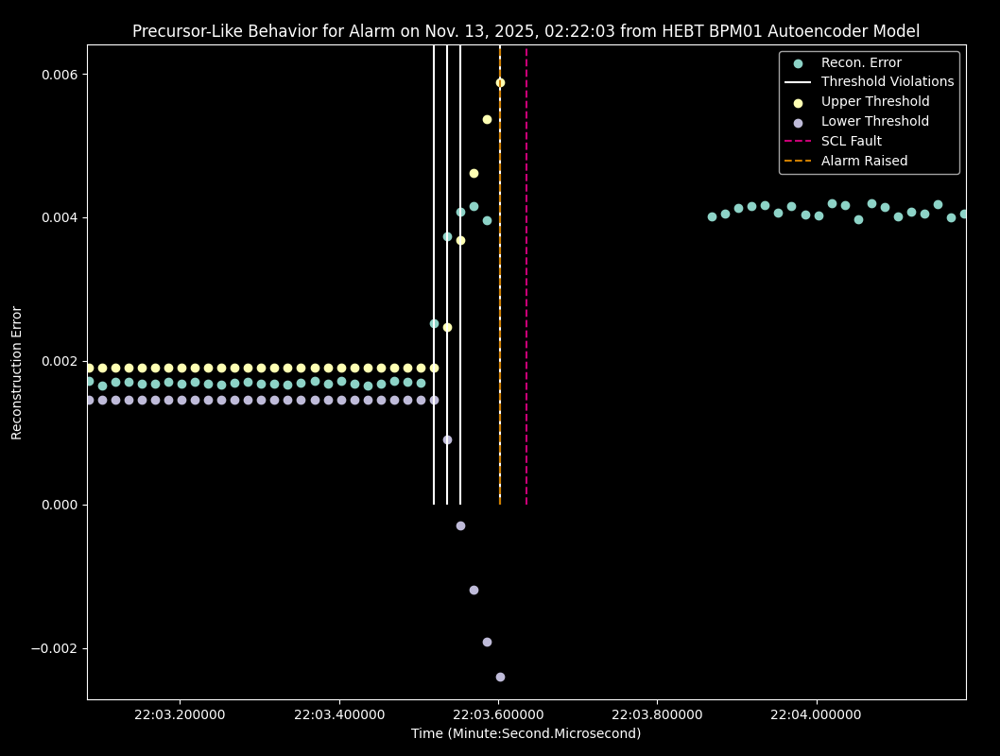 Precursor-Like Behavior for Alarm on Nov. 13, 2025, 02:22:03 from HEBT BPM01 Autoencoder Model
Recon. Error
Threshold Violations
Upper Threshold
Lower Threshold
SCL Fault
Alarm Raised
Reconstruction Error
0.006
0.004
0.002
0.000
−0.002
22:03.200000
22:03.400000
22:03.600000
22:03.800000
22:04.000000
Time (Minute:Second.Microsecond)